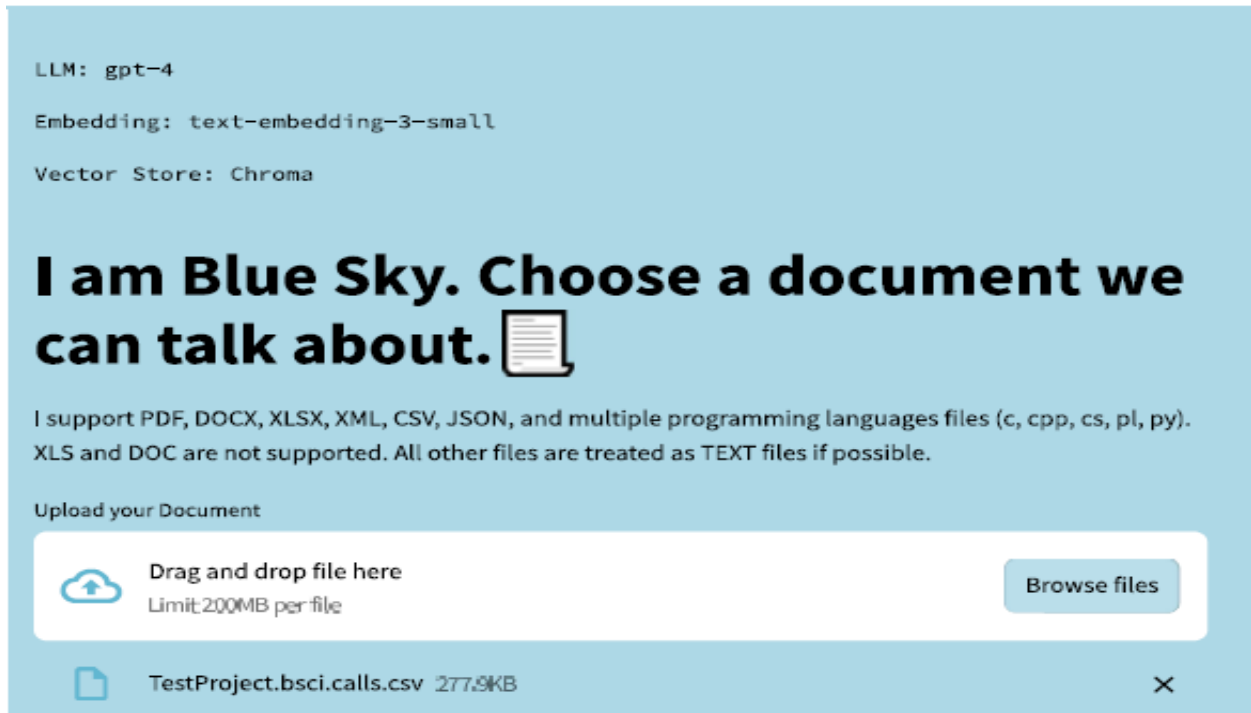 LLM: gpt-4
Embedding: text-embedding-3-small
Vector Store: Chroma
I am Blue Sky. Choose a document we
can talk about.
I support PDF, DOCX, XLSX, XML, CSV, JSON, and multiple programming languages files (c, cpp, cs, pl, py).
XLS and DOC are not supported. All other files are treated as TEXT files if possible.
Upload your Document
Drag and drop file here
Browse files
Limit 200MB per file
TestProject.bsci.calls.csv 277.9KB